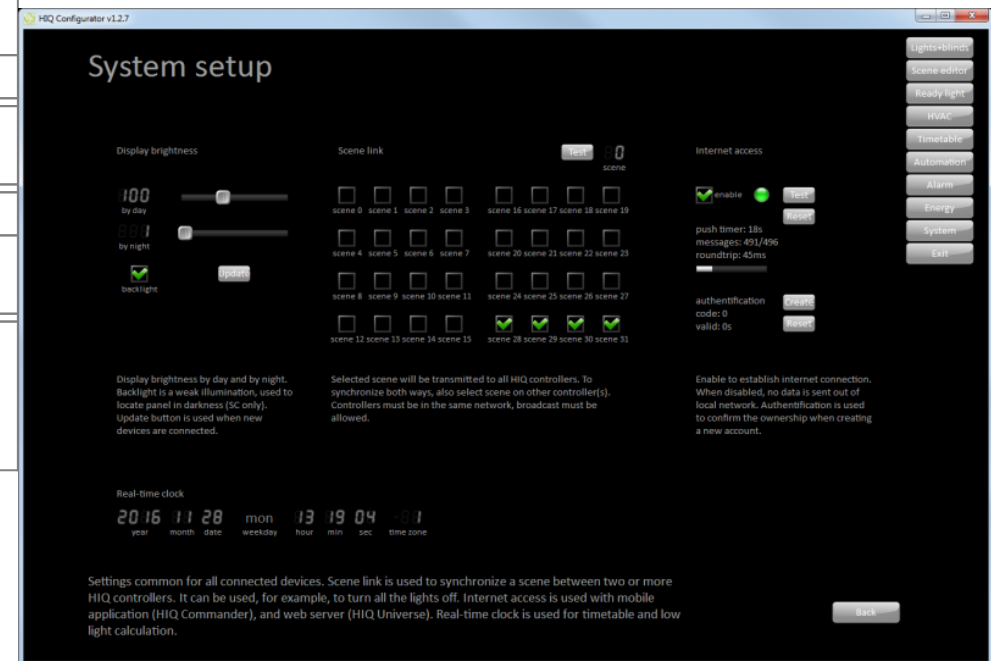 HIQ Configurator v1.2.7
System setup
Lights+blinds
Scene editor
Ready light
HVAC
Timetable
Automation
Alarm
Energy
System
Exit
Display brightness
100
by day
1
by night
backlight
Update
Display brightness by day and by night.
Backlight is a weak illumination, used to
locate panel in darkness (SC only).
Update button is used when new
devices are connected.
Scene link
Test
0
scene
scene 0 scene 1 scene 2 scene 3 scene 16 scene 17 scene 18 scene 19
scene 4 scene 5 scene 6 scene 7 scene 20 scene 21 scene 22 scene 23
scene 8 scene 9 scene 10 scene 11 scene 24 scene 25 scene 26 scene 27
scene 12 scene 13 scene 14 scene 15 scene 28 scene 29 scene 30 scene 31
Selected scene will be transmitted to all HIQ controllers. To
synchronize both ways, also select scene on other controller(s).
Controllers must be in the same network, broadcast must be
allowed.
Internet access
enable
Test
Reset
push timer: 18s
messages: 491/496
roundtrip: 45ms
authentification
Create
code: 0
valid: 0s
Reset
Enable to establish internet connection.
When disabled, no data is sent out of
local network. Authentification is used
to confirm the ownership when creating
a new account.
Real-time clock
2016 11 28 mon 13 19 04 -1
year month date weekday hour min sec time zone
Settings common for all connected devices. Scene link is used to synchronize a scene between two or more
HIQ controllers. It can be used, for example, to turn all the lights off. Internet access is used with mobile
application (HIQ Commander), and web server (HIQ Universe). Real-time clock is used for timetable and low
light calculation.
Back